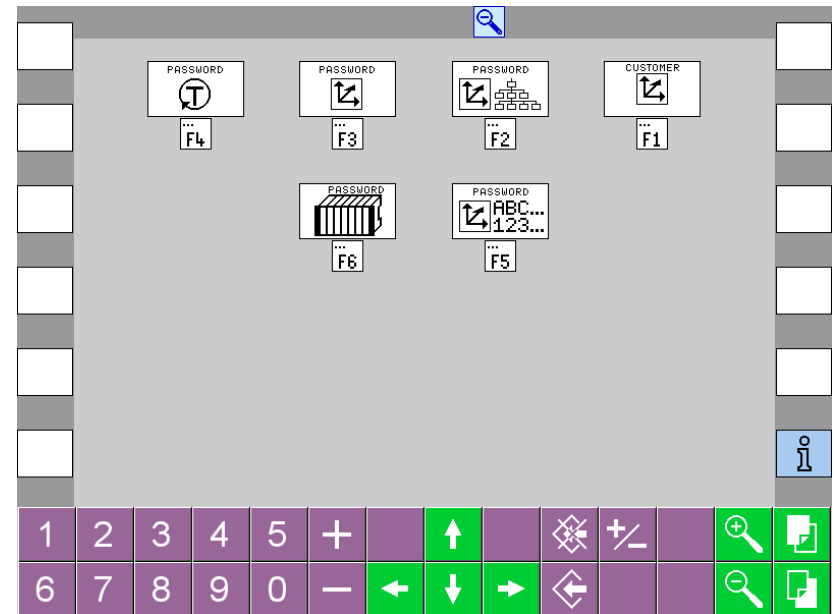 PASSWORD PASSWORD PASSWORD CUSTOMER
T
... ... ... ...
F4 F3 F2 F1
PASSWORD PASSWORD
ABC...
123...
... ...
F6 F5
i
1 2 3 4 5 + +/-
6 7 8 9 0 -